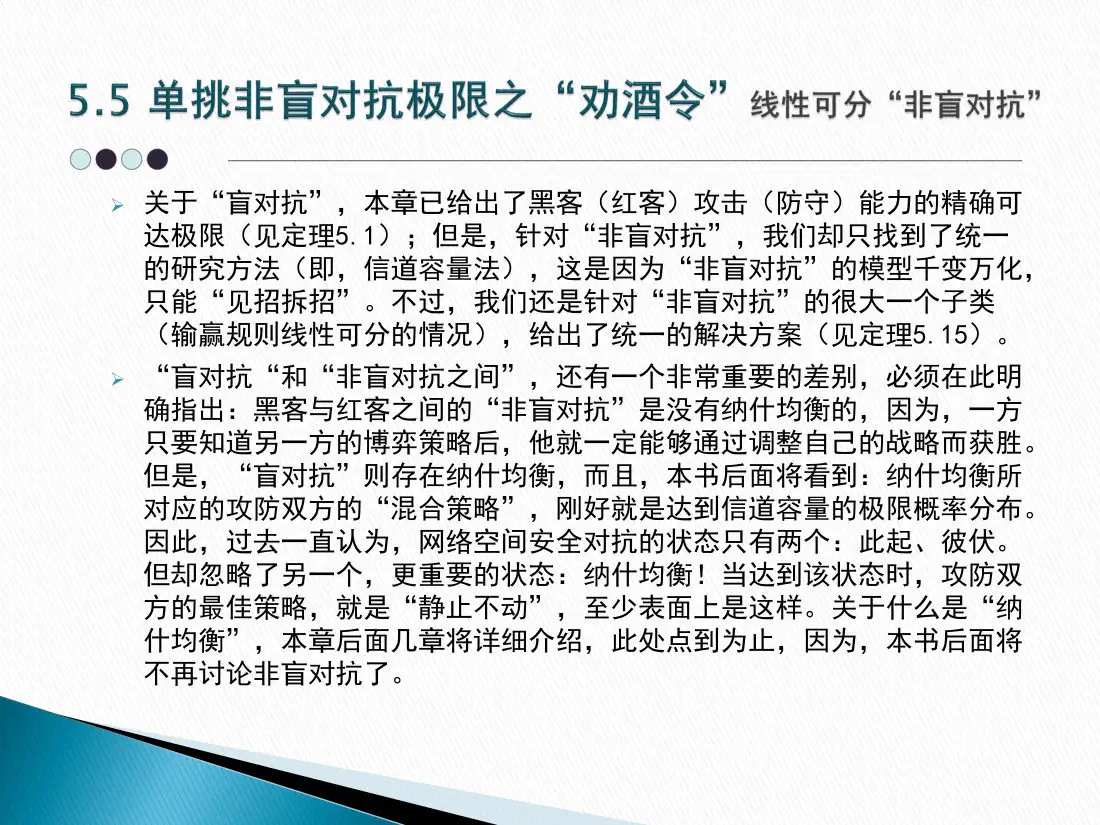 5.5 单挑非盲对抗极限之“劝酒令”线性可分“非盲对抗”
关于“盲对抗”，本章已给出了黑客（红客）攻击（防守）能力的精确可
达极限（见定理5.1）；但是，针对“非盲对抗”，我们却只找到了统一
的研究方法（即，信道容量法），这是因为“非盲对抗”的模型千变万化，
只能“见招拆招”。不过，我们还是针对“非盲对抗”的很大一个子类
（输赢规则线性可分的情况），给出了统一的解决方案（见定理5.15）。
“盲对抗“和“非盲对抗之间”，还有一个非常重要的差别，必须在此明
确指出：黑客与红客之间的“非盲对抗”是没有纳什均衡的，因为，一方
只要知道另一方的博弈策略后，他就一定能够通过调整自己的战略而获胜。
但是，“盲对抗”则存在纳什均衡，而且，本书后面将看到：纳什均衡所
对应的攻防双方的“混合策略”，刚好就是达到信道容量的极限概率分布。
因此，过去一直认为，网络空间安全对抗的状态只有两个：此起、彼伏。
但却忽略了另一个，更重要的状态：纳什均衡！当达到该状态时，攻防双
方的最佳策略，就是“静止不动”，至少表面上是这样。关于什么是“纳
什均衡”，本章后面几章将详细介绍，此处点到为止，因为，本书后面将
不再讨论非盲对抗了。